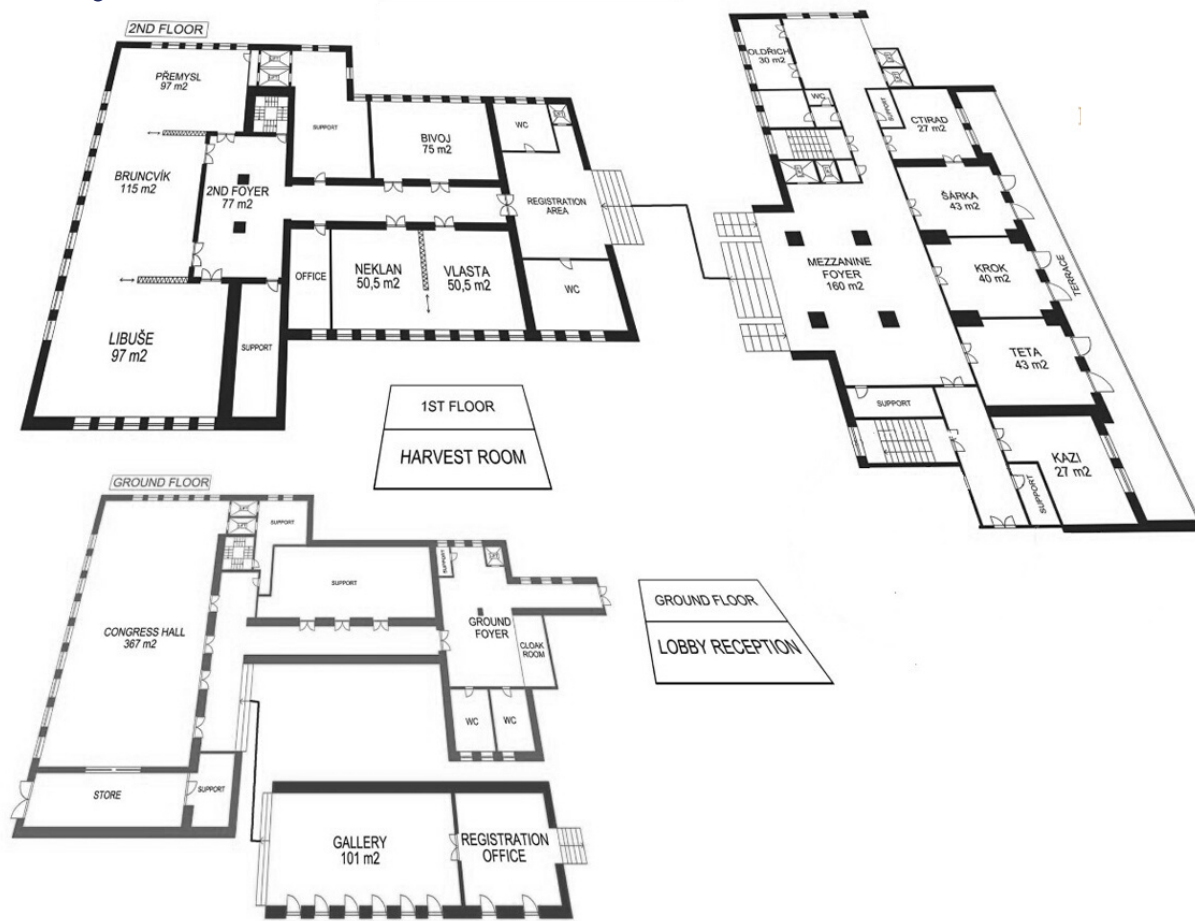 2ND FLOOR
PŘEMYSL
97 m2
BRUNCVÍK
115 m2
2ND FOYER
77 m2
LIBUŠE
97 m2
SUPPORT
SUPPORT
BIVOJ
75 m2
WC
REGISTRATION
AREA
OFFICE
NEKLAN
50,5 m2
VLASTA
50,5 m2
WC
OLDŘICH
30 m2
WC
SUPPORT
CTIRAD
27 m2
ŠÁRKA
43 m2
MEZZANINE
FOYER
160 m2
KROK
40 m2
TERRACE
TETA
43 m2
SUPPORT
KAZI
27 m2
SUPPORT
1ST FLOOR
HARVEST ROOM
GROUND FLOOR
CONGRESS HALL
367 m2
SUPPORT
SUPPORT
SUPPORT
GROUND
FOYER
CLOAK
ROOM
WC
WC
STORE
SUPPORT
GALLERY
101 m2
REGISTRATION
OFFICE
GROUND FLOOR
LOBBY RECEPTION